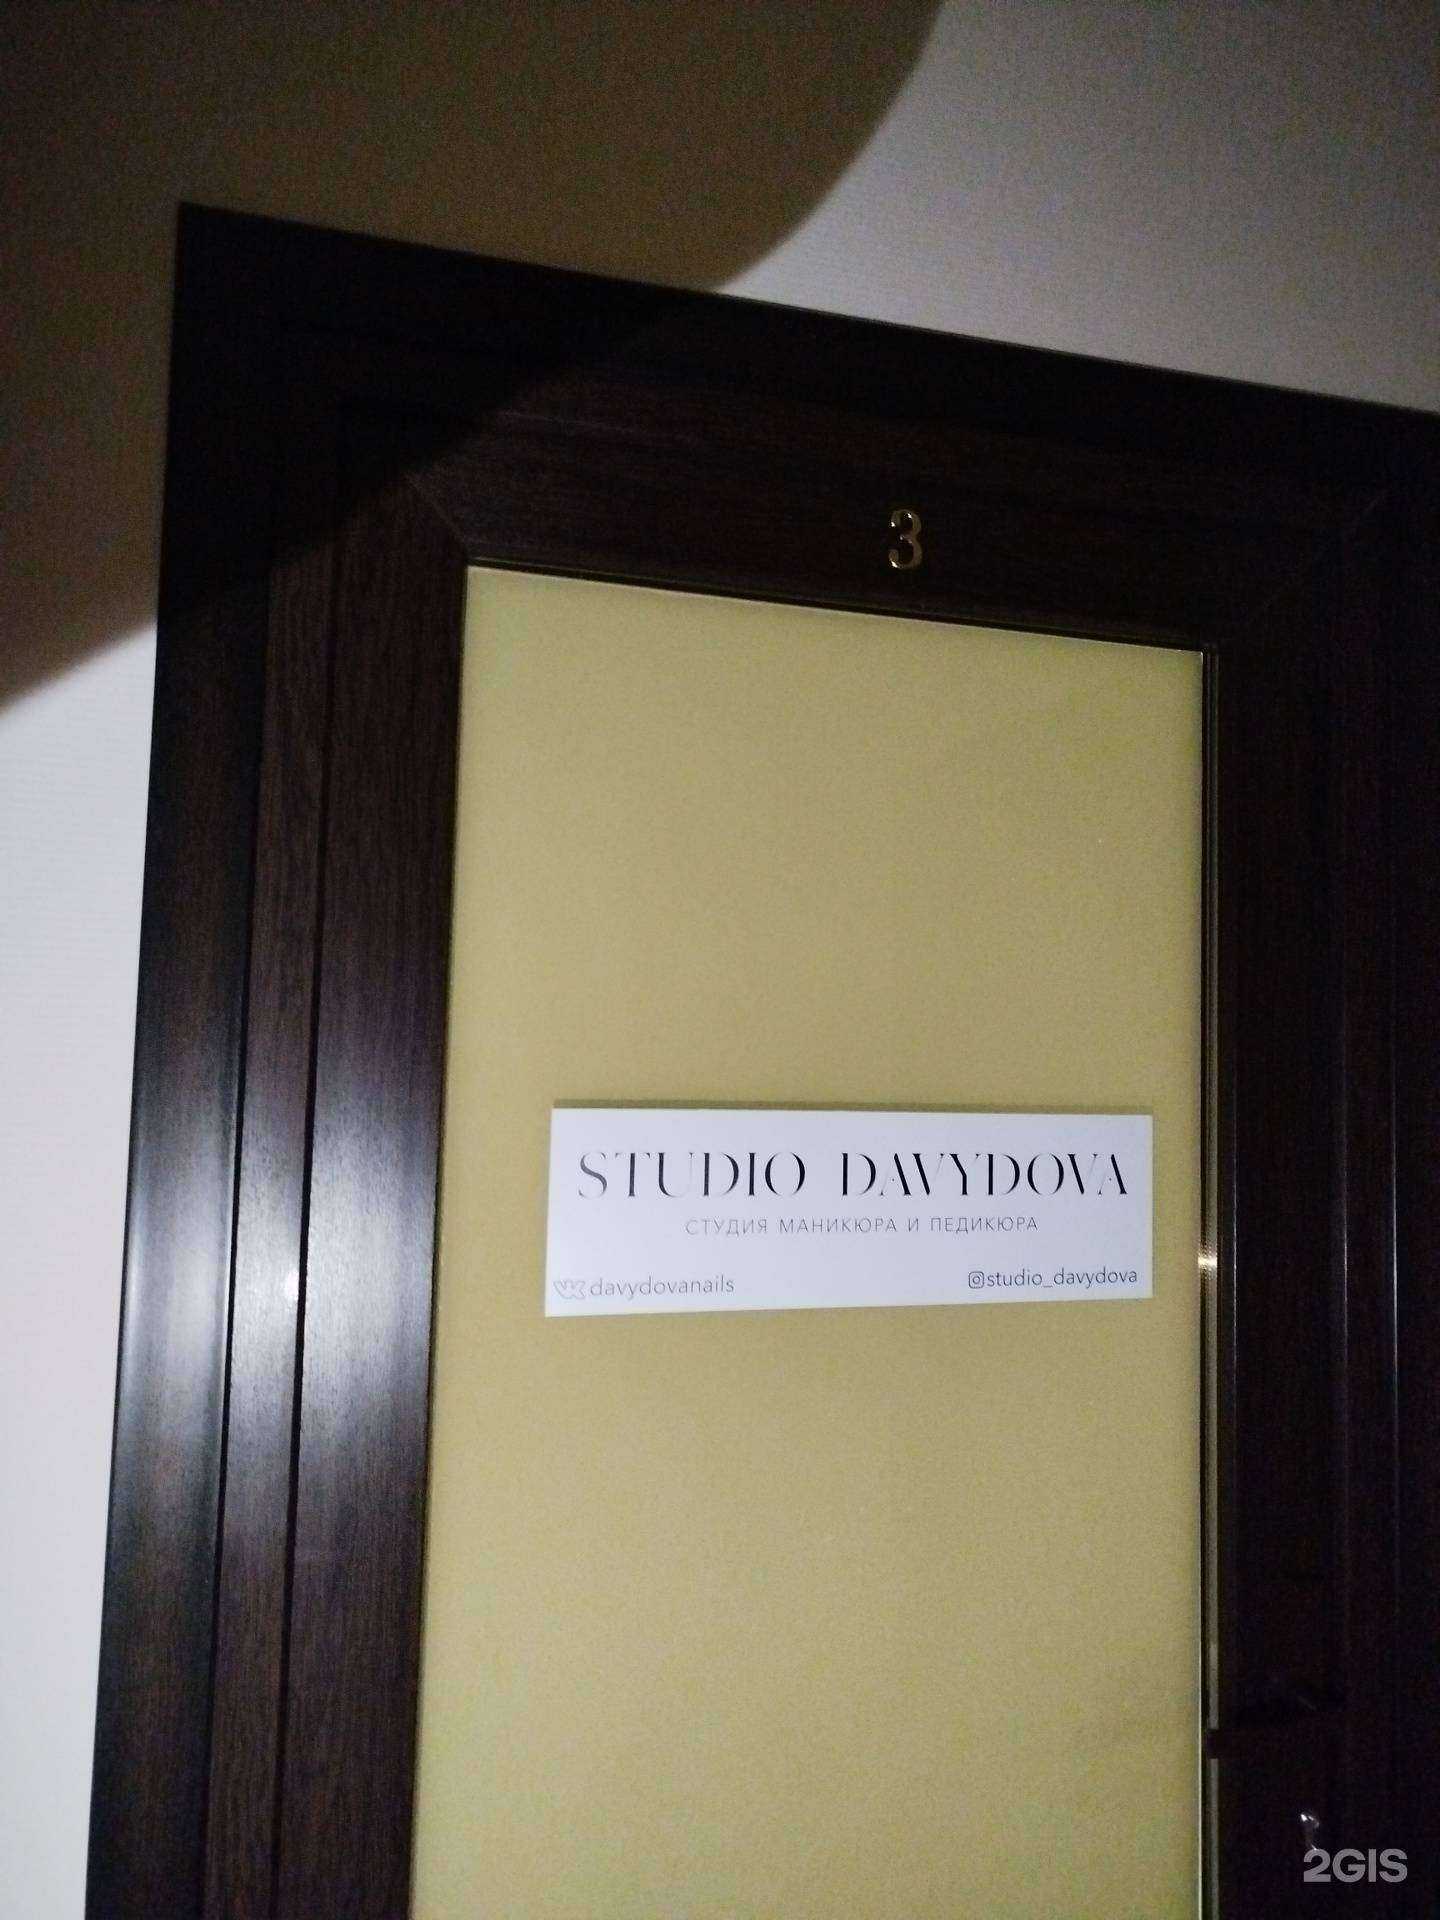 3
STUDIO DAVYDOVA
СТУДИЯ МАНИКЮРА И ПЕДИКЮРА
davydovanails
studio_davydova
2GIS